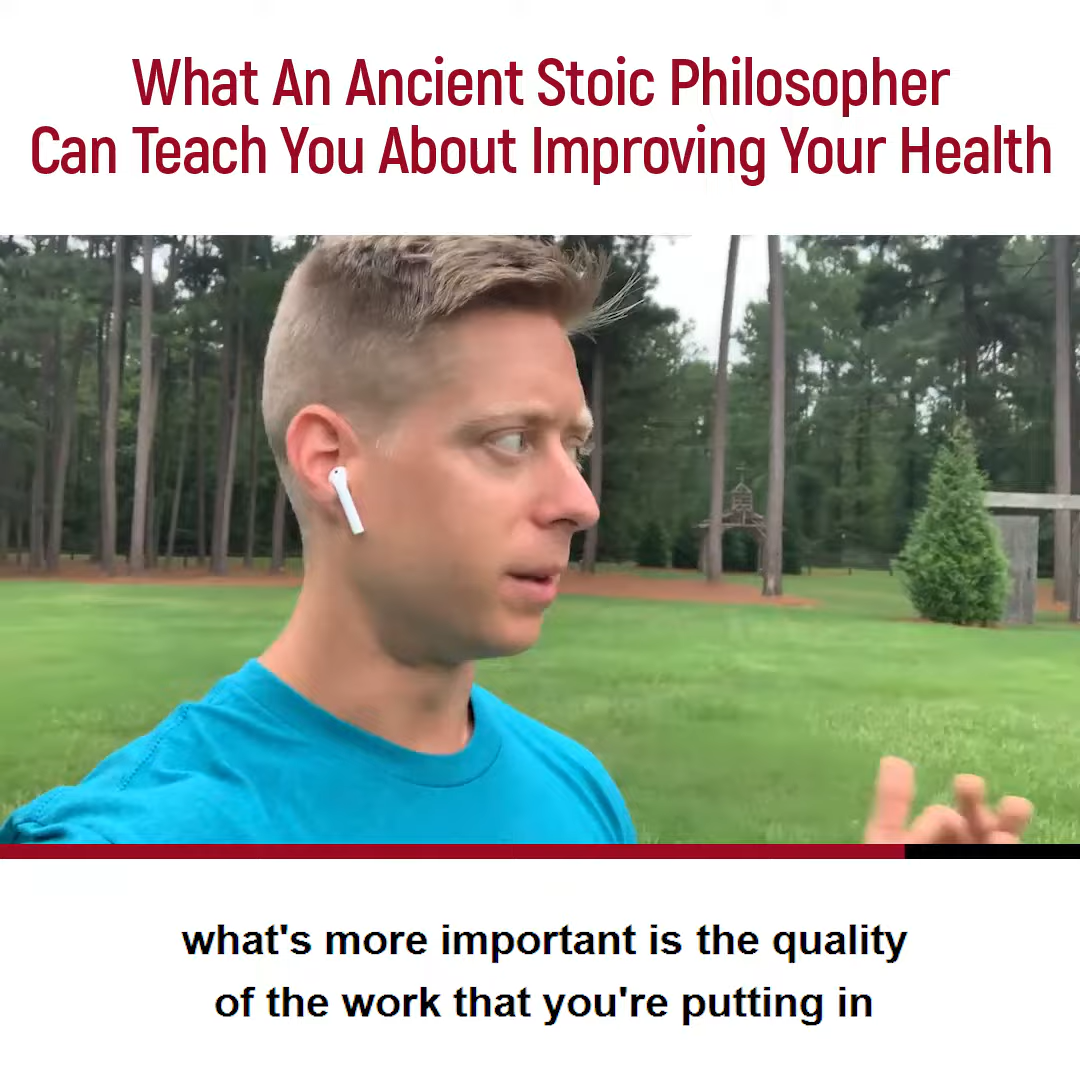 What An Ancient Stoic Philosopher
Can Teach You About Improving Your Health
what's more important is the quality
of the work that you're putting in